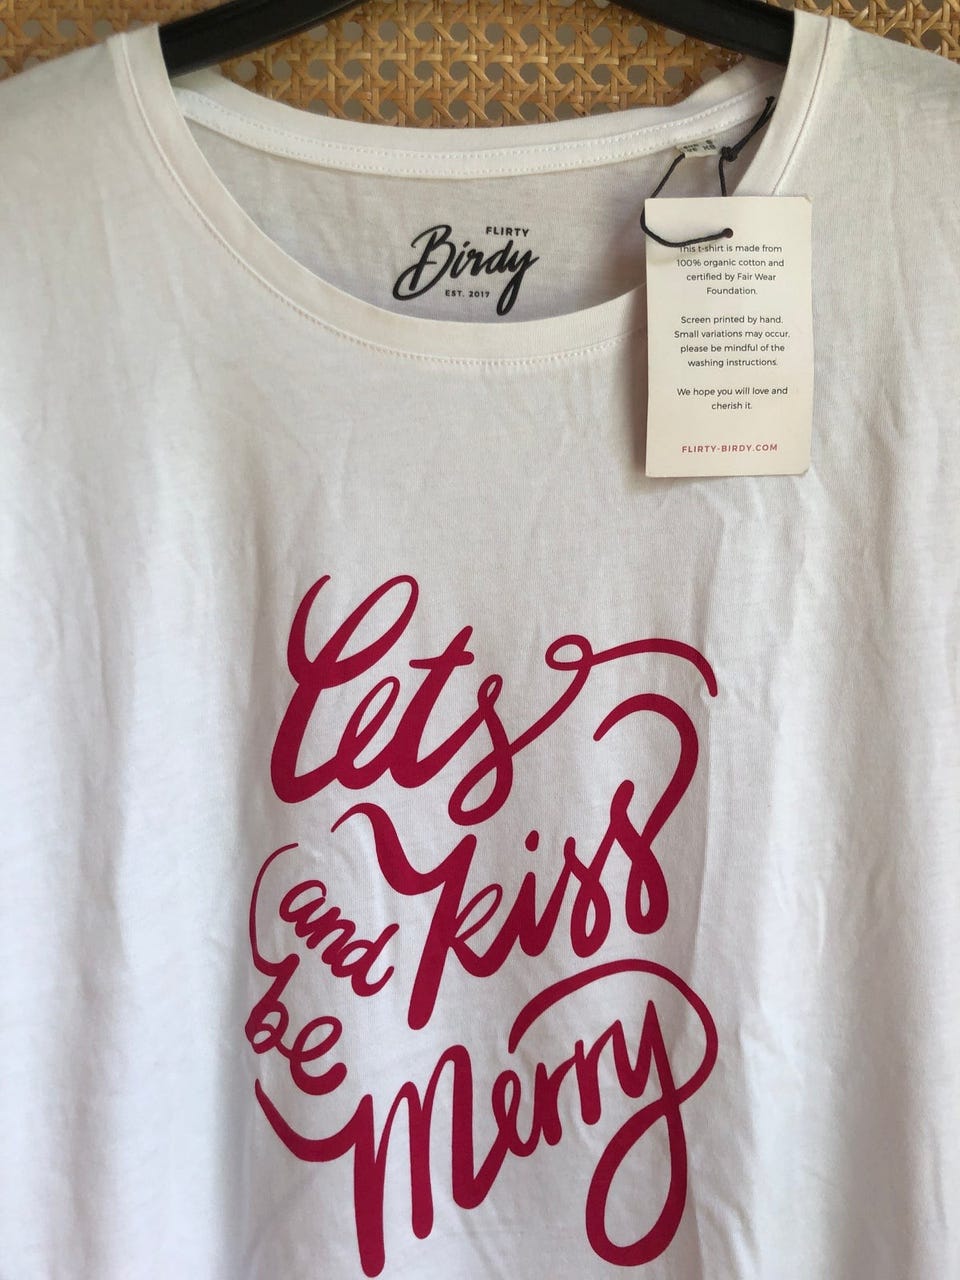 FLIRTY
Birdy
EST. 2017
This t-shirt is made from
100% organic cotton and
certified by Fair Wear
Foundation.
Screen printed by hand.
Small variations may occur,
please be mindful of the
washing instructions.
We hope you will love and
cherish it.
FLIRTY-BIRDY.COM
lets
kiss
and
be
Merry